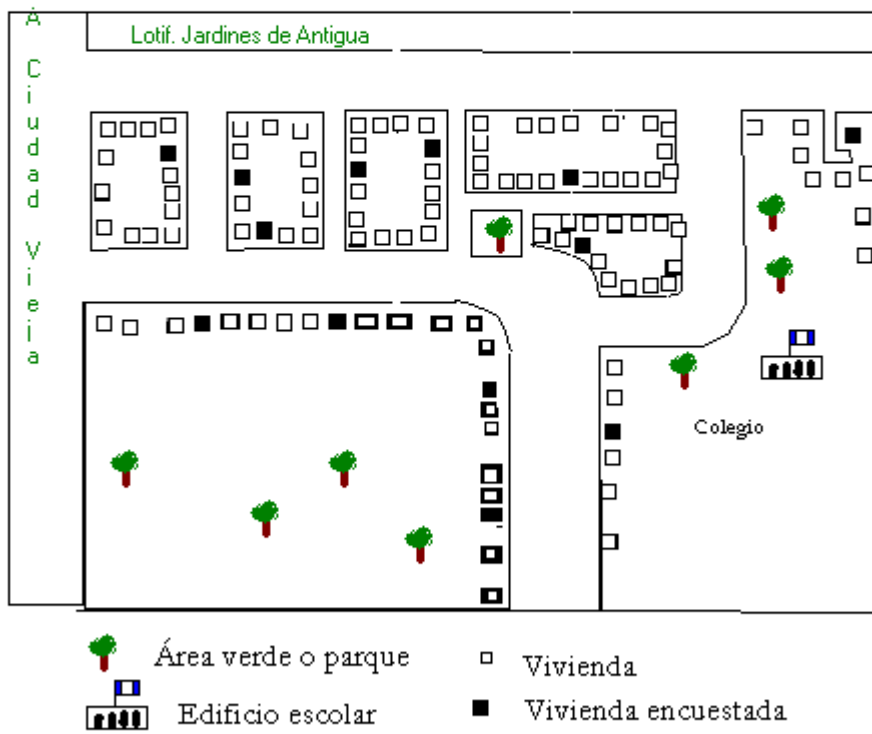 A Ciudad Vieja
Lotif. Jardines de Antigua
Colegio
Área verde o parque
Vivienda
Edificio escolar
Vivienda encuestada